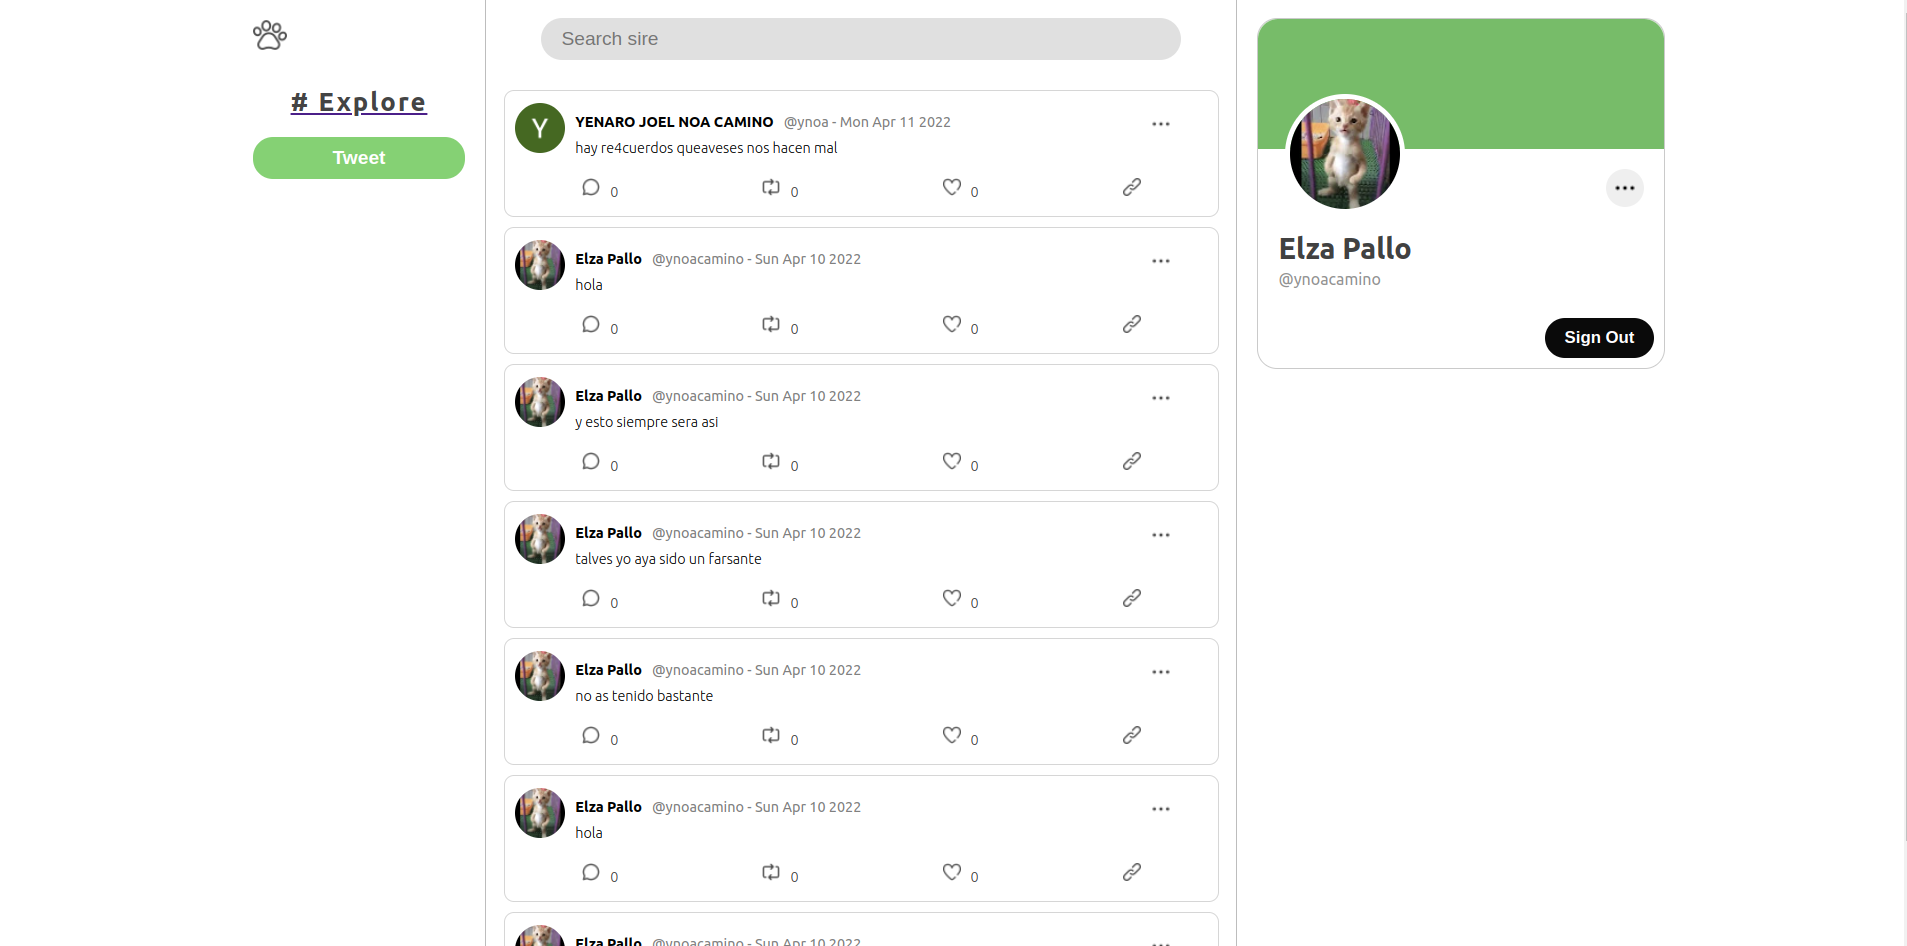 # Explore
Tweet
Search sire
Y
YENARO JOEL NOA CAMINO @ynoa - Mon Apr 11 2022
hay re4cuerdos queaveses nos hacen mal
0 0 0
Elza Pallo @ynoacamino - Sun Apr 10 2022
hola
0 0 0
Elza Pallo @ynoacamino - Sun Apr 10 2022
y esto siempre sera asi
0 0 0
Elza Pallo @ynoacamino - Sun Apr 10 2022
talves yo aya sido un farsante
0 0 0
Elza Pallo @ynoacamino - Sun Apr 10 2022
no as tenido bastante
0 0 0
Elza Pallo @ynoacamino - Sun Apr 10 2022
hola
0 0 0
Elza Pallo @ynoacamino - Sun Apr 10 2022
Elza Pallo
@ynoacamino
Sign Out